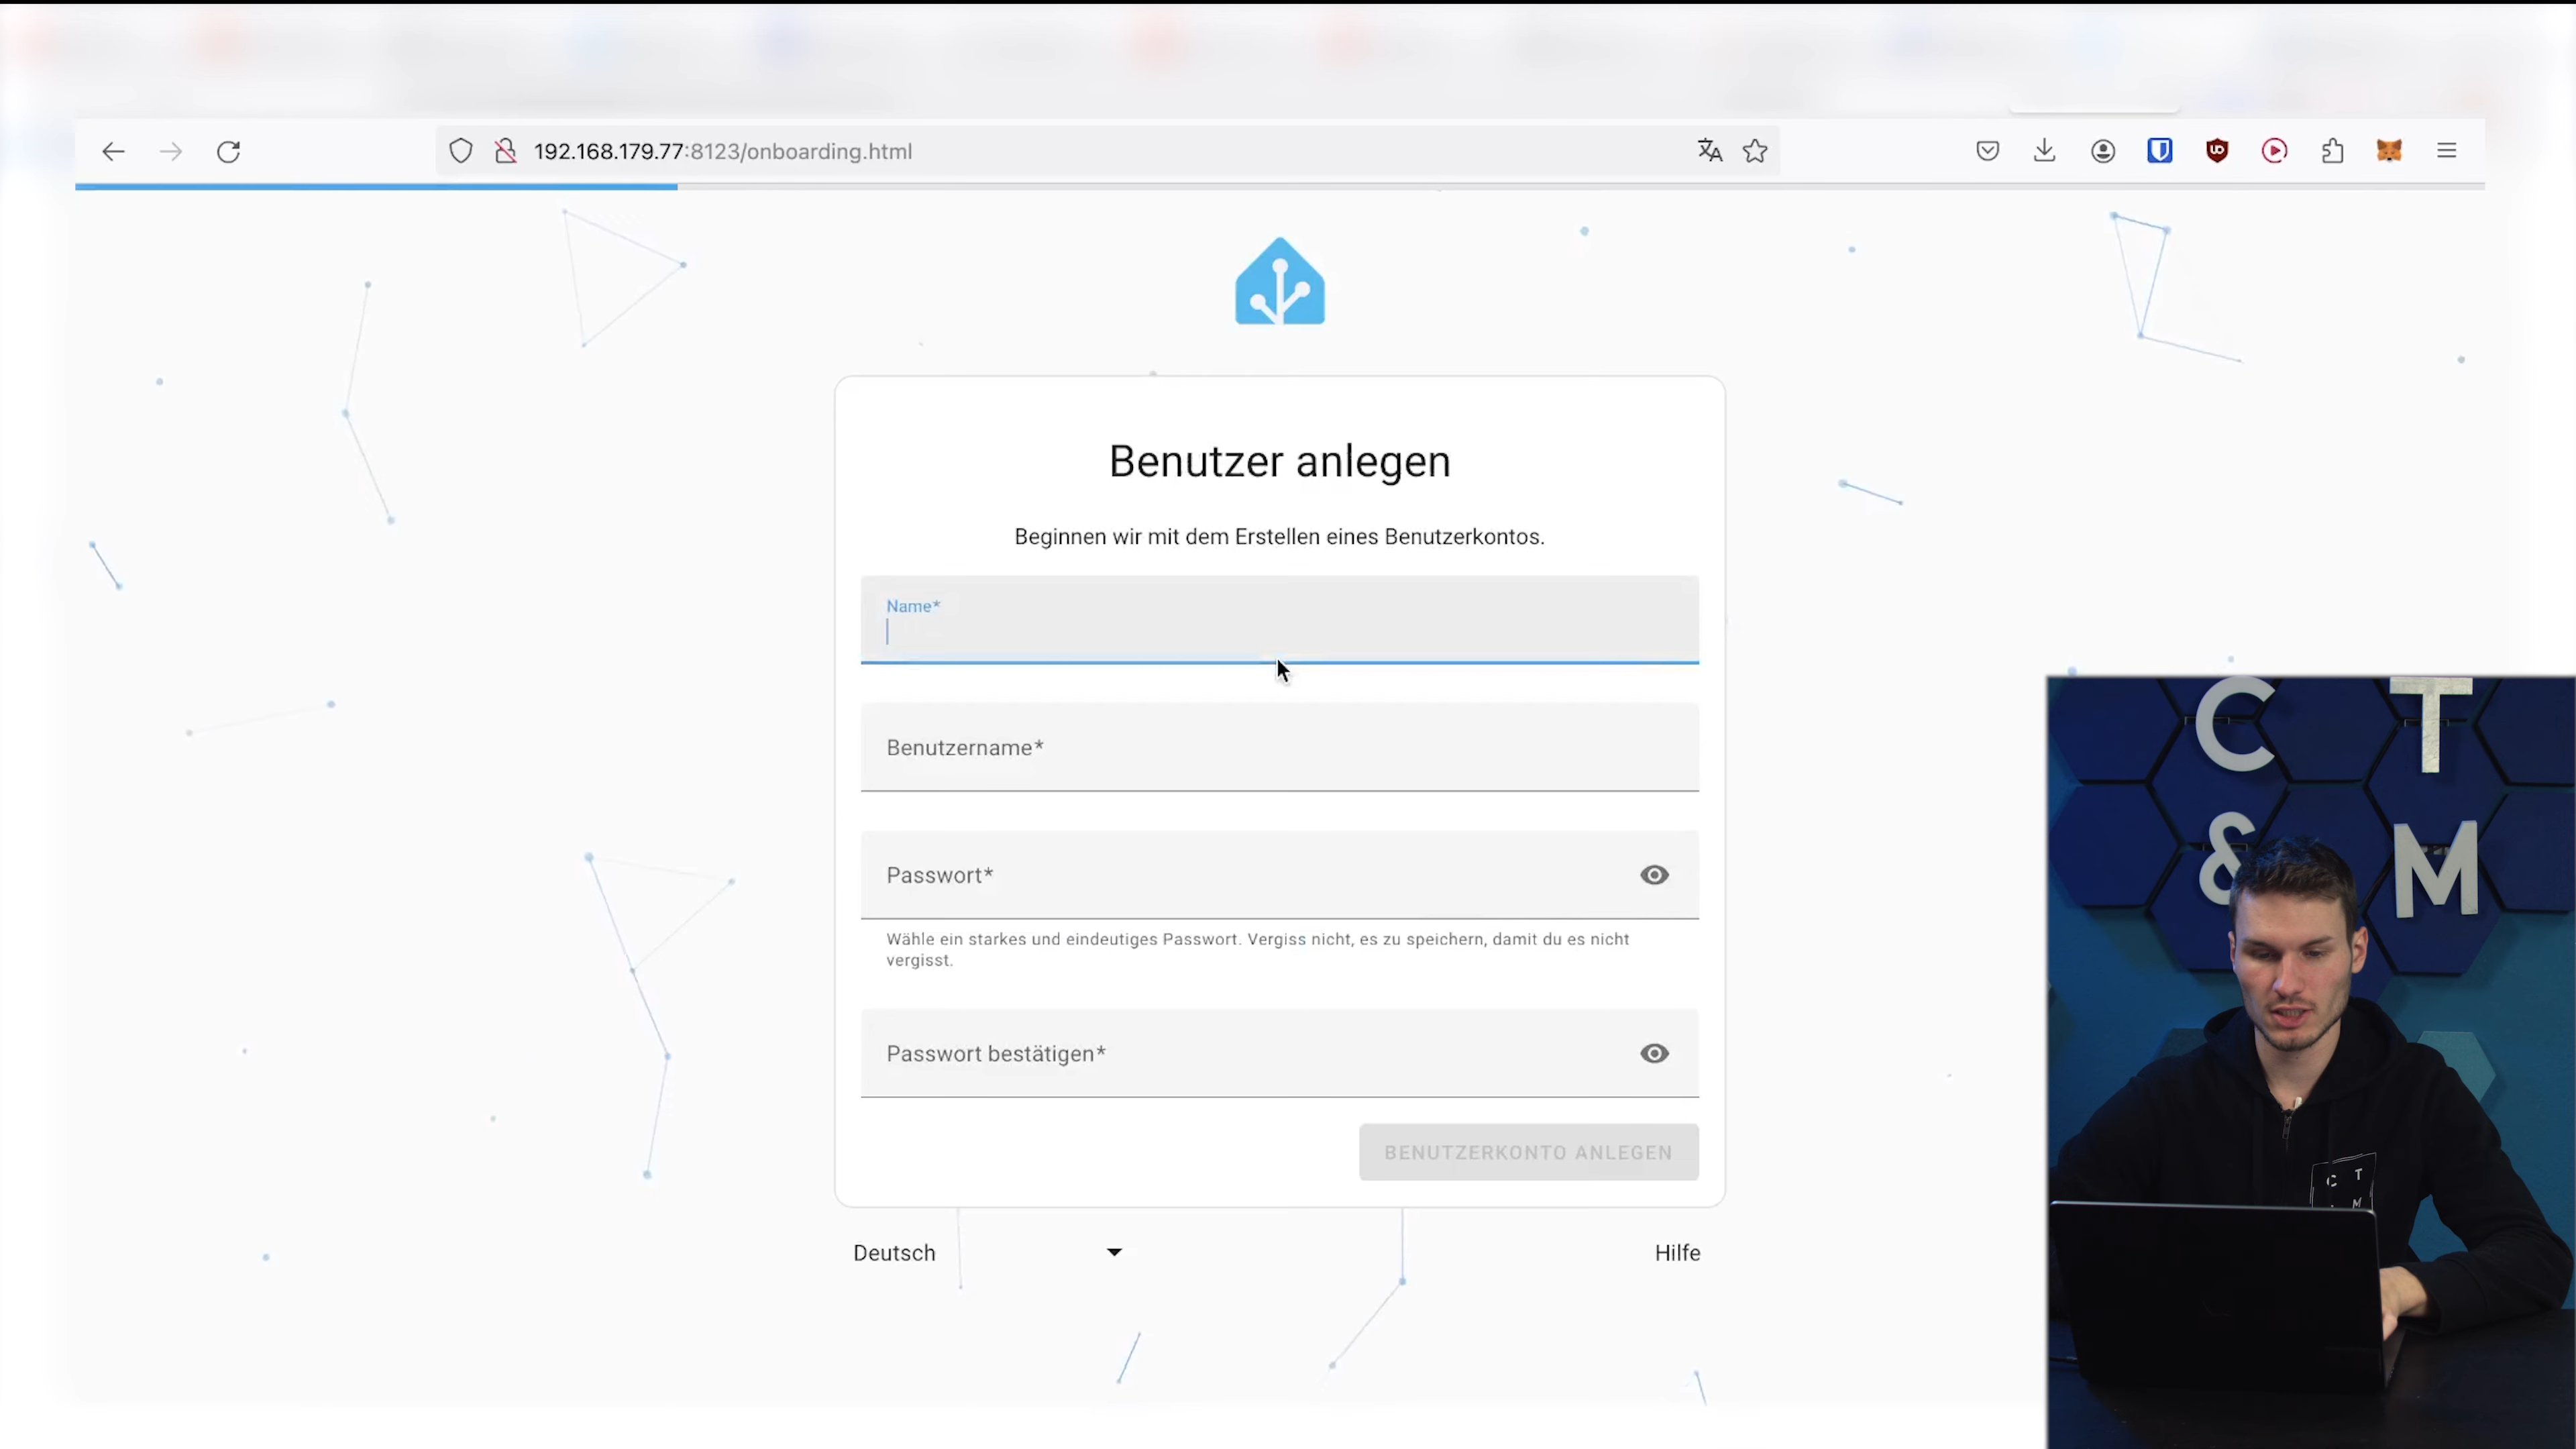 192.168.179.77:8123/onboarding.html
Benutzer anlegen
Beginnen wir mit dem Erstellen eines Benutzerkontos.
Name*
Benutzername*
Passwort*
Wähle ein starkes und eindeutiges Passwort. Vergiss nicht, es zu speichern, damit du es nicht
vergisst.
Passwort bestätigen*
BENUTZERKONTO ANLEGEN
Deutsch
Hilfe
C T
& M
C T
M